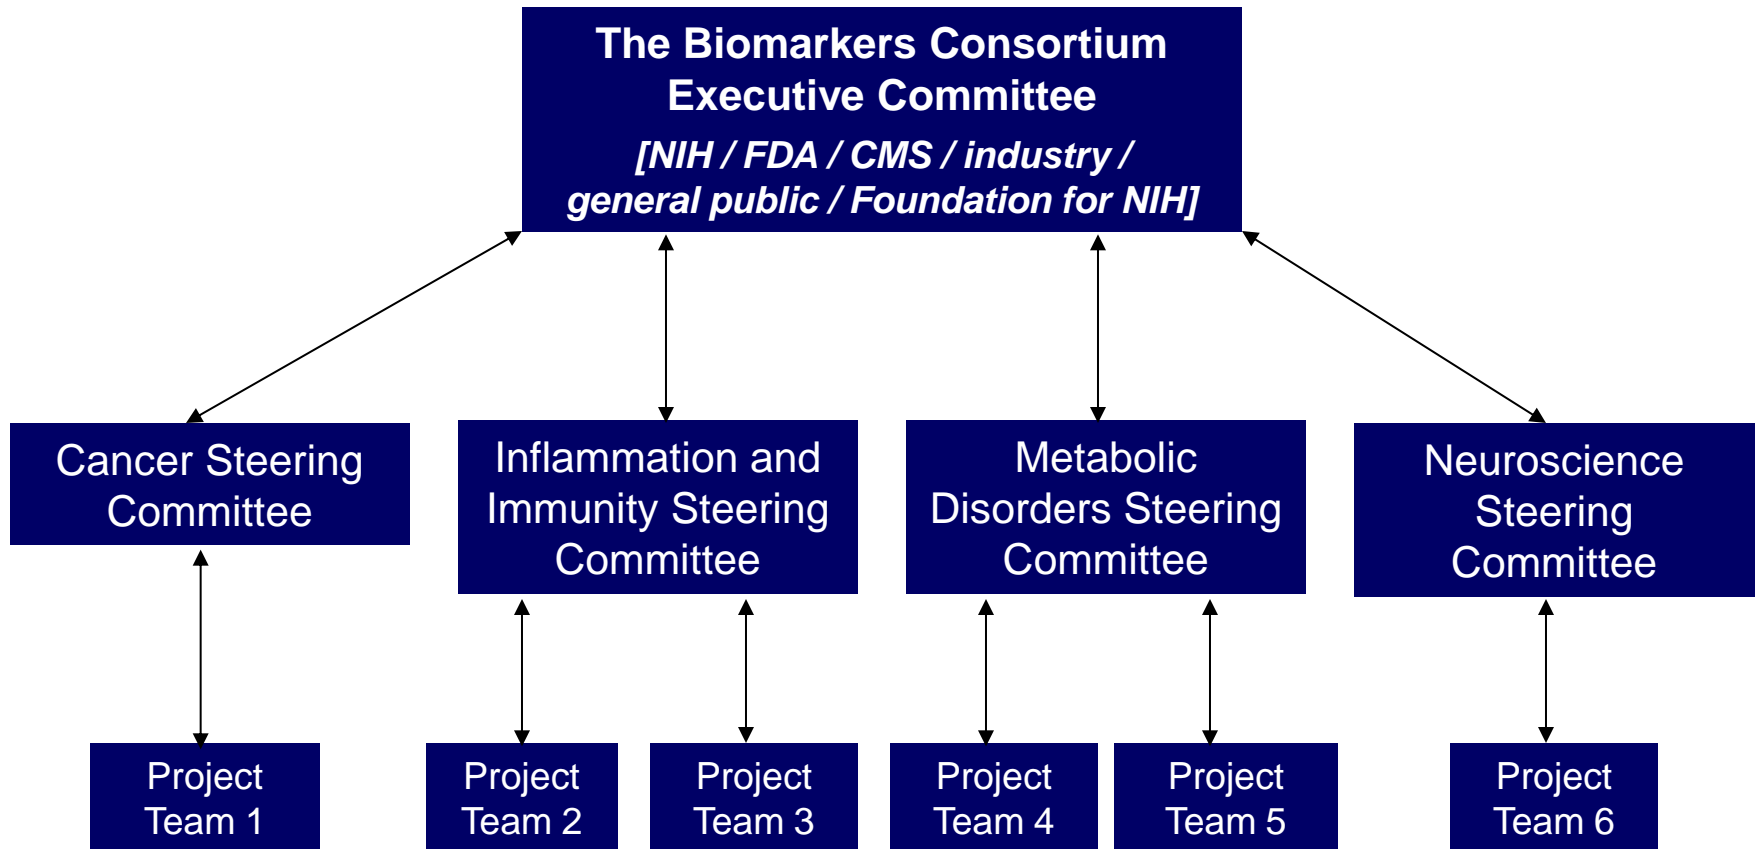 The Biomarkers Consortium
Executive Committee
[NIH / FDA / CMS / industry /
general public / Foundation for NIH]
Cancer Steering
Committee
Inflammation and
Immunity Steering
Committee
Metabolic
Disorders Steering
Committee
Neuroscience
Steering
Committee
Project
Team 1
Project
Team 2
Project
Team 3
Project
Team 4
Project
Team 5
Project
Team 6